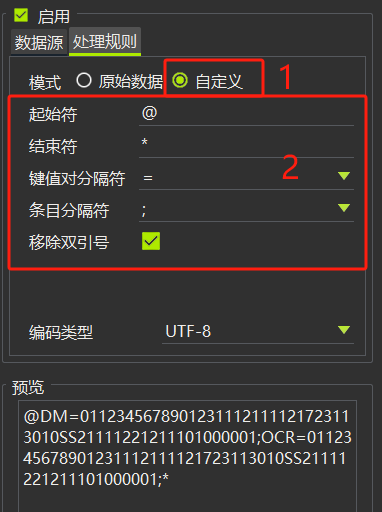 启用
数据源 处理规则
模式 原始数据 自定义 1
起始符 @
结束符 *
键值对分隔符 = 2
条目分隔符 ;
移除双引号
编码类型 UTF-8
预览
@DM=011234567890123111211112172311
3010SS21111221211101000001;OCR=01123
45678901231112111121723113010SS21111
221211101000001;*